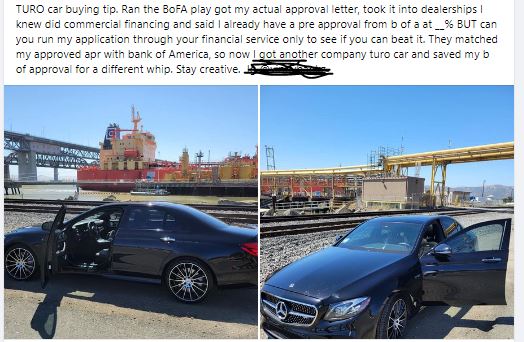 TURO car buying tip. Ran the BoFA play got my actual approval letter, took it into dealerships I
knew did commercial financing and said I already have a pre approval from b of a at __% BUT can
you run my application through your financial service only to see if you can beat it. They matched
my approved apr with bank of America, so now I got another company turo car and saved my b
of approval for a different whip. Stay creative.